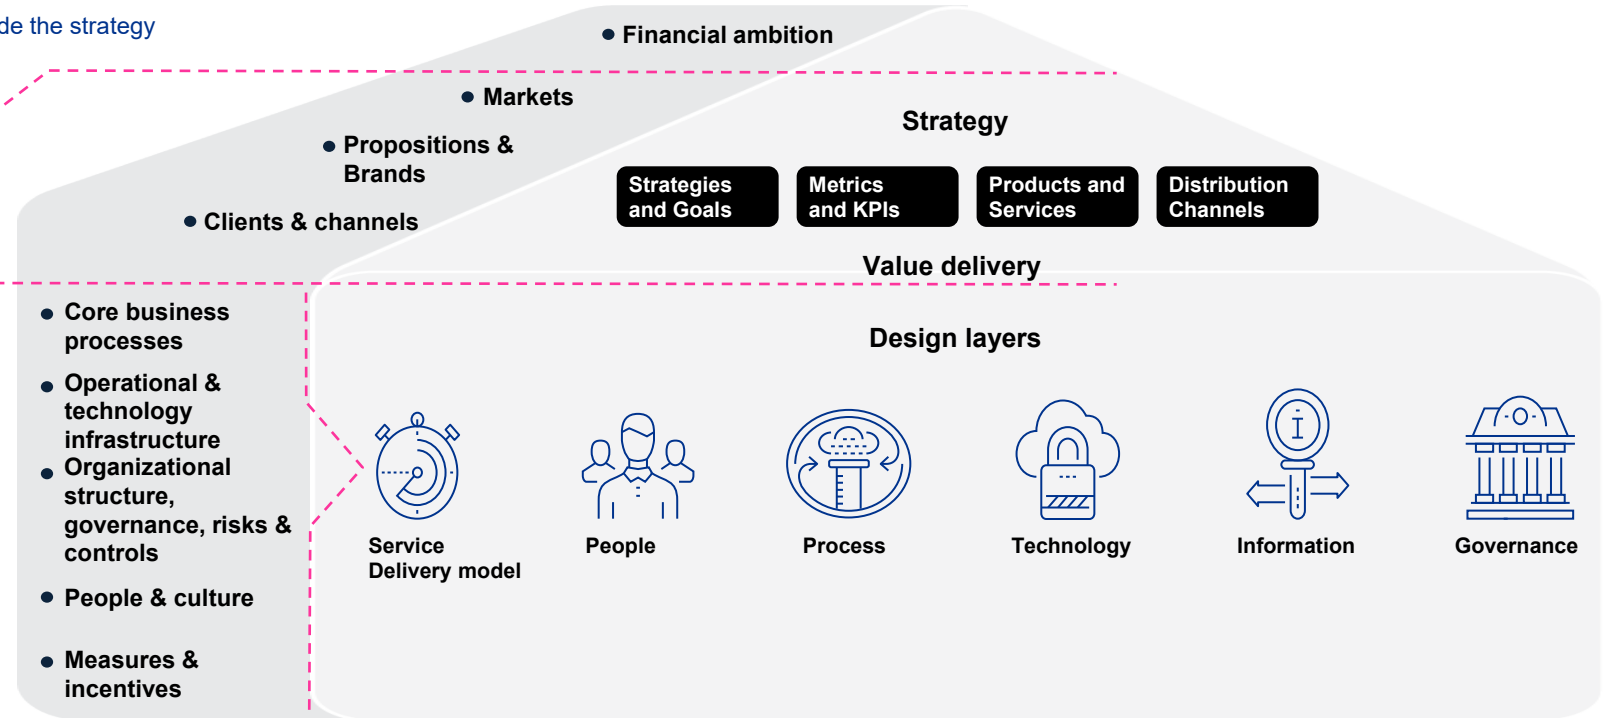 de the strategy
Financial ambition
Markets
Propositions &
Brands
Clients & channels
Strategy
Strategies
and Goals
Metrics
and KPIs
Products and
Services
Distribution
Channels
Value delivery
Core business
processes
Operational &
technology
infrastructure
Organizational
structure,
governance, risks &
controls
People & culture
Measures &
incentives
Design layers
Service
Delivery model
People
Process
Technology
Information
Governance